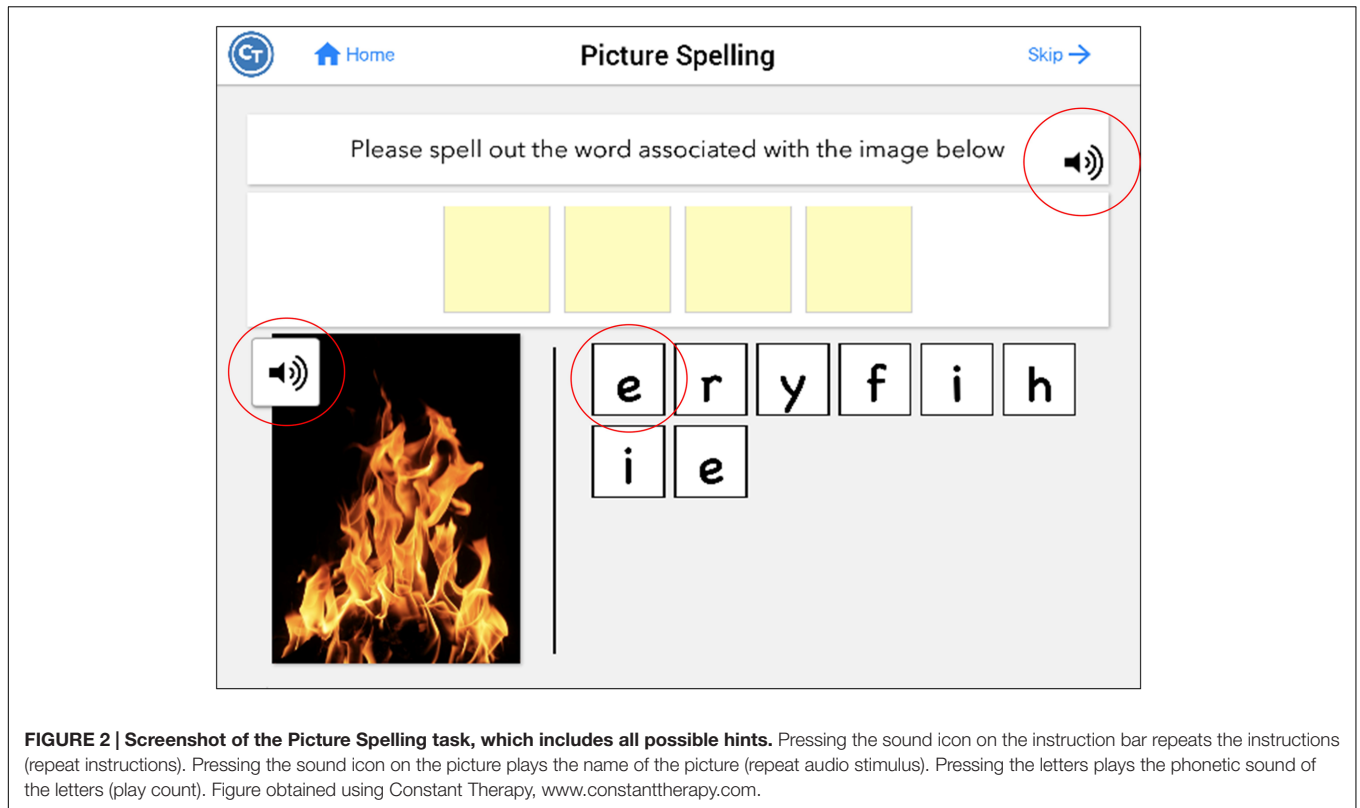 CT Home Picture Spelling Skip →
Please spell out the word associated with the image below
e r y f i h
i e
FIGURE 2 | Screenshot of the Picture Spelling task, which includes all possible hints. Pressing the sound icon on the instruction bar repeats the instructions
(repeat instructions). Pressing the sound icon on the picture plays the name of the picture (repeat audio stimulus). Pressing the letters plays the phonetic sound of
the letters (play count). Figure obtained using Constant Therapy, www.constanttherapy.com.